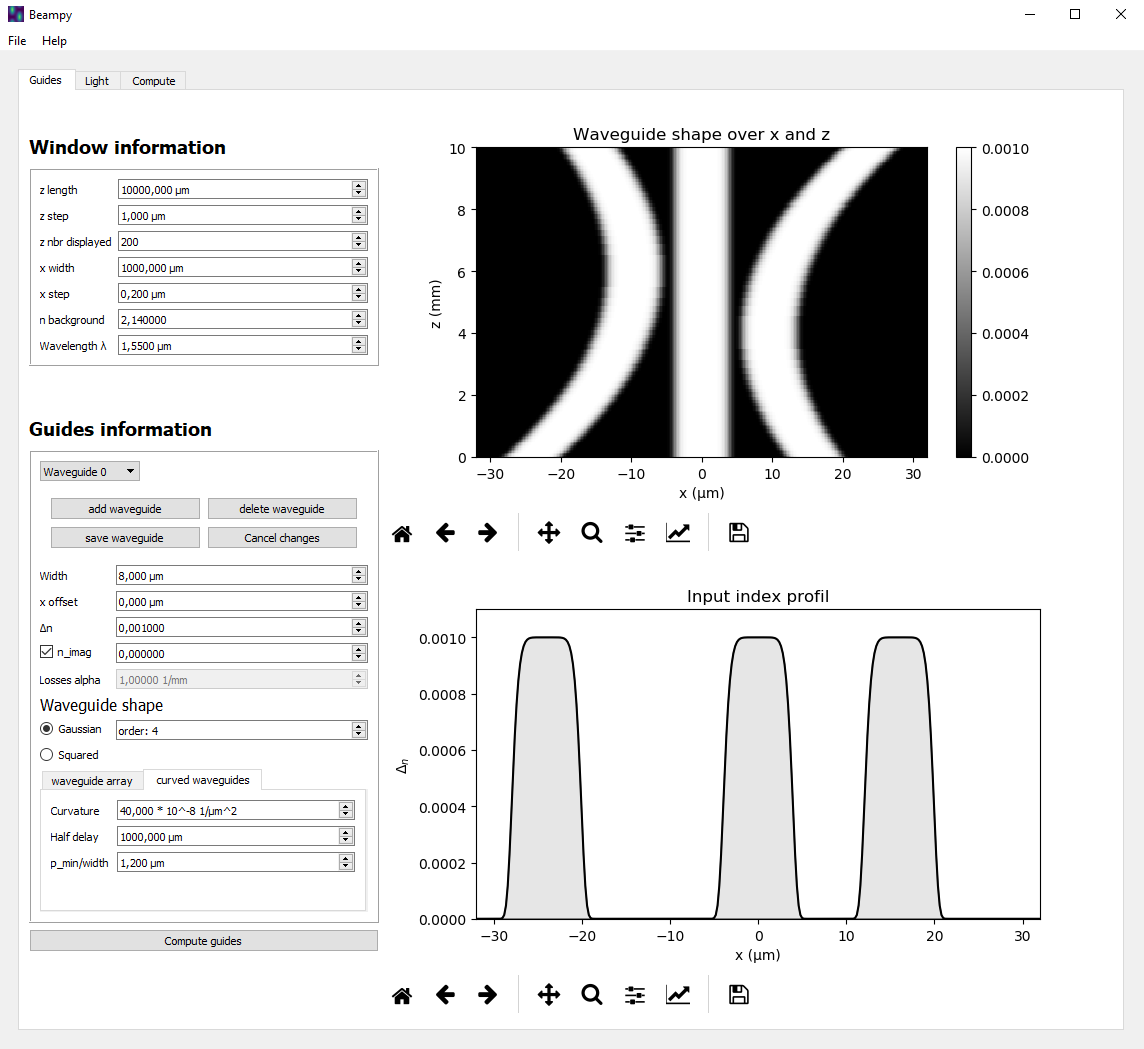 Beampy
File Help
Guides Light Compute
Window information
z length 10000,000 µm
z step 1,000 µm
z nbr displayed 200
x width 1000,000 µm
x step 0,200 µm
n background 2,140000
Wavelength λ 1,5500 µm
Guides information
Waveguide 0
add waveguide delete waveguide
save waveguide Cancel changes
Width 8,000 µm
x offset 0,000 µm
Δn 0,001000
n_imag 0,000000
Losses alpha 1,00000 1/mm
Waveguide shape
Gaussian order: 4
Squared
waveguide array curved waveguides
Curvature 40,000 * 10^-8 1/µm^2
Half delay 1000,000 µm
p_min/width 1,200 µm
Compute guides
Waveguide shape over x and z
10
8
6
4
2
0
z (mm)
−30 −20 −10 0 10 20 30
x (µm)
0.0010
0.0008
0.0006
0.0004
0.0002
0.0000
Input index profil
0.0010
0.0008
0.0006
0.0004
0.0002
0.0000
Δn
−30 −20 −10 0 10 20 30
x (µm)